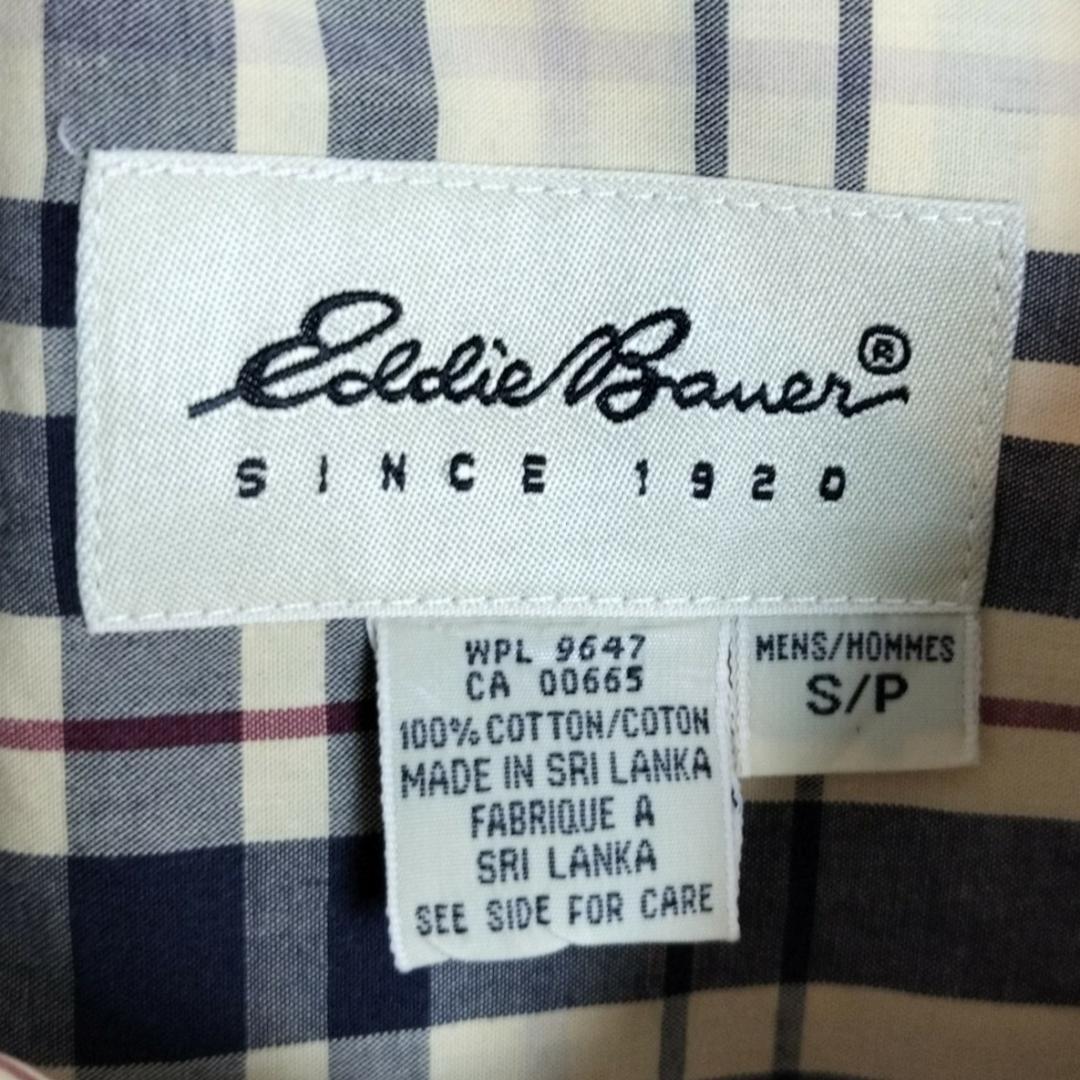 Eddie Bauer®
SINCE 1920
WPL 9647
CA 00665
100% COTTON/COTON
MADE IN SRI LANKA
FABRIQUE A
SRI LANKA
SEE SIDE FOR CARE
MENS/HOMMES
S/P